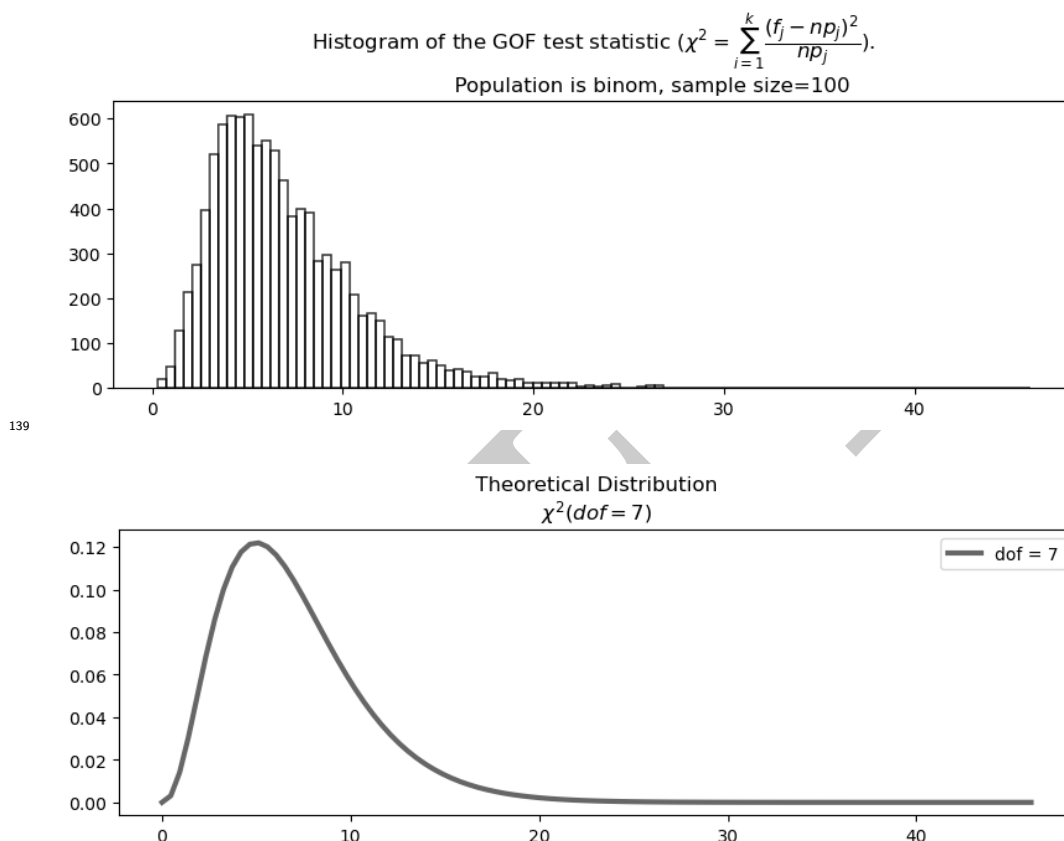 Histogram of the GOF test statistic (χ² = \sum_{i=1}^{k} \frac{(f_j − np_j)^2}{np_j}).
Population is binom, sample size=100
600
500
400
300
200
100
0
0 10 20 30 40
139
Theoretical Distribution
χ²(dof = 7)
dof = 7
0.12
0.10
0.08
0.06
0.04
0.02
0.00
0 10 20 30 40